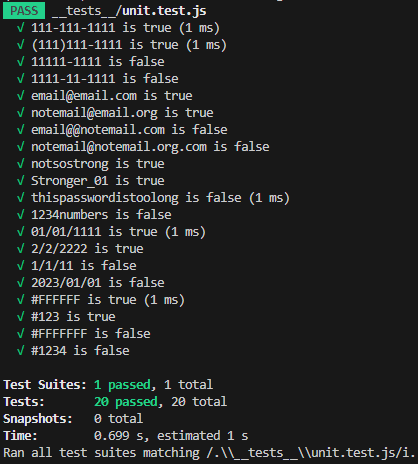 PASS __tests__/unit.test.js
√ 111-111-1111 is true (1 ms)
√ (111)111-1111 is true (1 ms)
√ 11111-1111 is false
√ 1111-11-1111 is false
√ email@email.com is true
√ notemail@email.org is true
√ email@@notemail.com is false
√ notemail@notemail.org.com is false
√ notsostrong is true
√ Stronger_01 is true
√ thispasswordistoolong is false (1 ms)
√ 1234numbers is false
√ 01/01/1111 is true (1 ms)
√ 2/2/2222 is true
√ 1/1/11 is false
√ 2023/01/01 is false
√ #FFFFFF is true (1 ms)
√ #123 is true
√ #FFFFFFF is false
√ #1234 is false
Test Suites: 1 passed, 1 total
Tests: 20 passed, 20 total
Snapshots: 0 total
Time: 0.699 s, estimated 1 s
Ran all test suites matching /.\\__tests__\\unit.test.js/i.